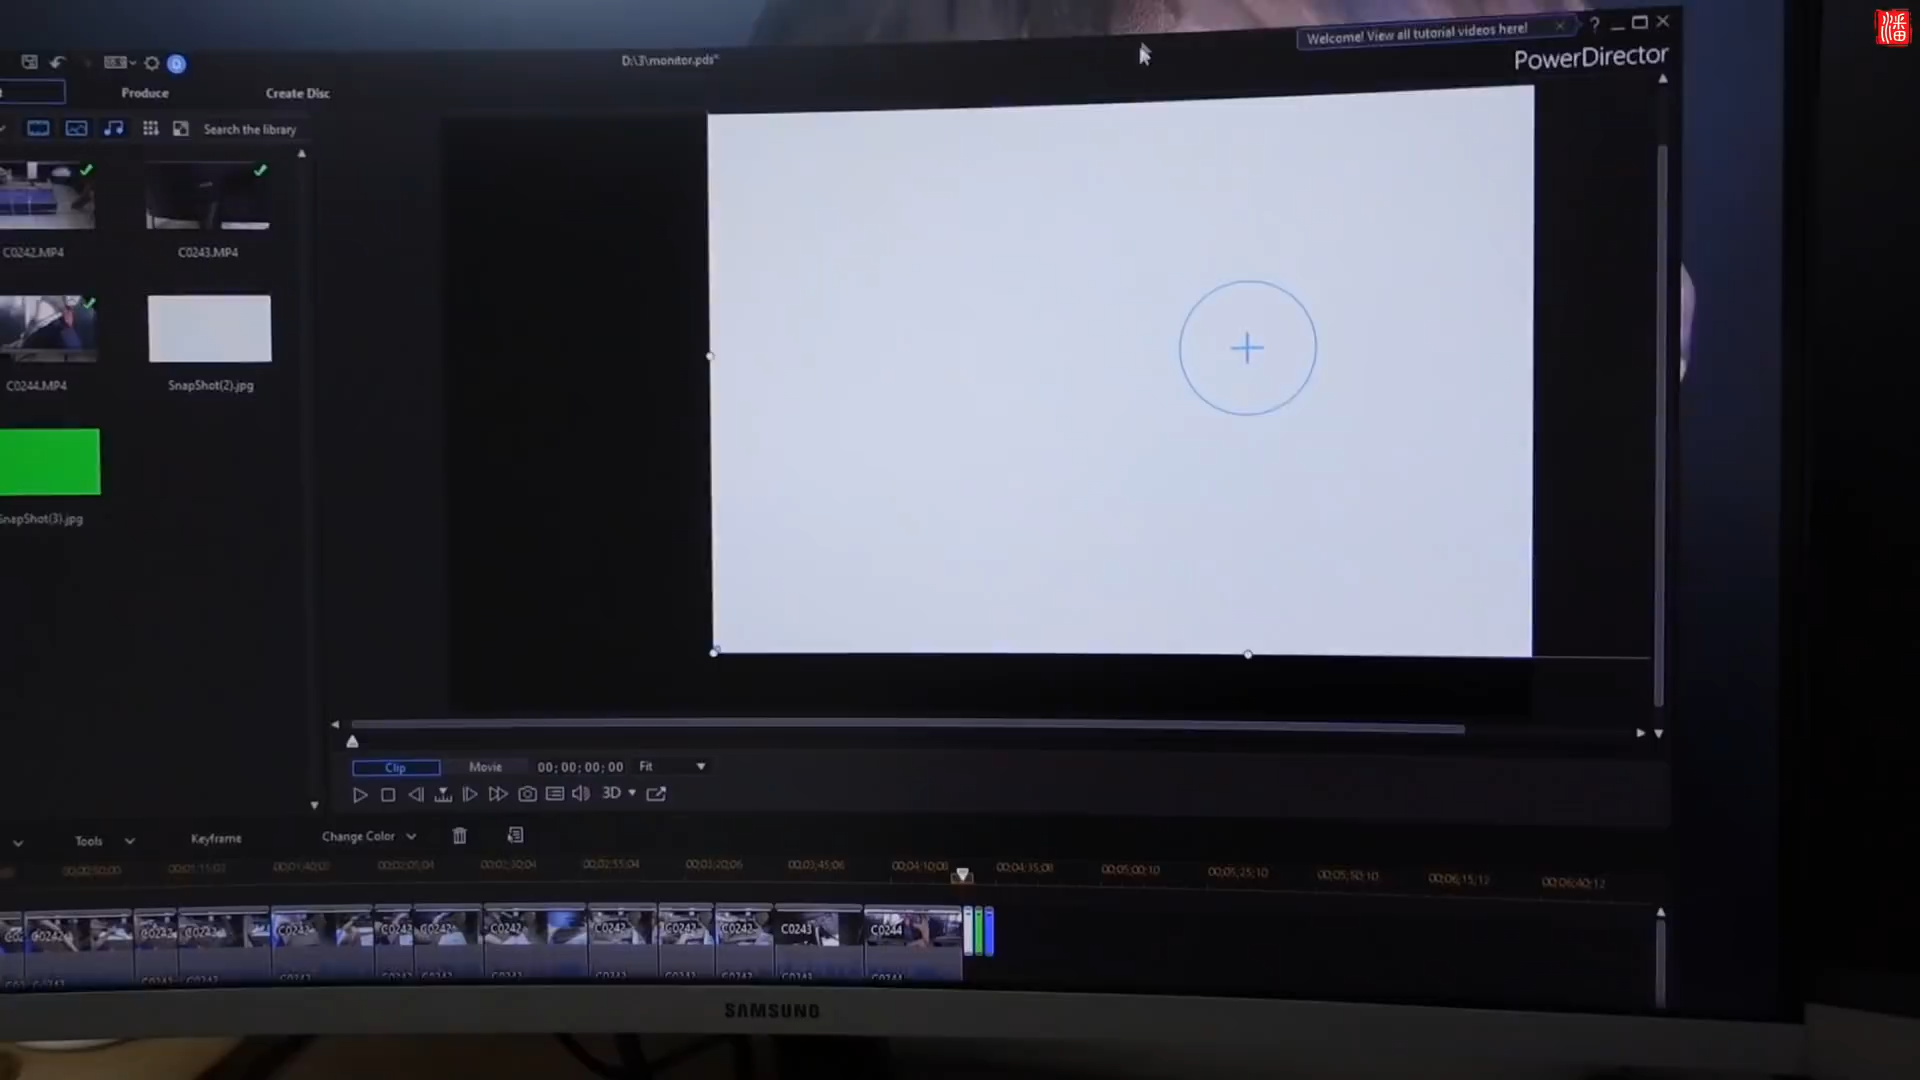 潘
Welcome! View all tutorial videos here!
D:\3\monitor.pds*
PowerDirector
Produce
Create Disc
Search the library
C0242.MP4
C0243.MP4
C0244.MP4
SnapShot(2).jpg
SnapShot(3).jpg
Clip
Movie
00;00;00;00
Fit
3D
Tools
Keyframe
Change Color
00;00;50;00
00;01;15;02
00;01;40;02
00;02;05;04
00;02;30;04
00;02;55;04
00;03;20;06
00;03;45;06
00;04;10;08
00;04;35;08
00;05;00;10
00;05;25;10
00;05;50;10
00;06;15;12
00;06;40;12
C0242
C0242
C0242
C0242
C0242
C0242
C0242
C0242
C0242
C0242
C0243
C0244
SAMSUNG